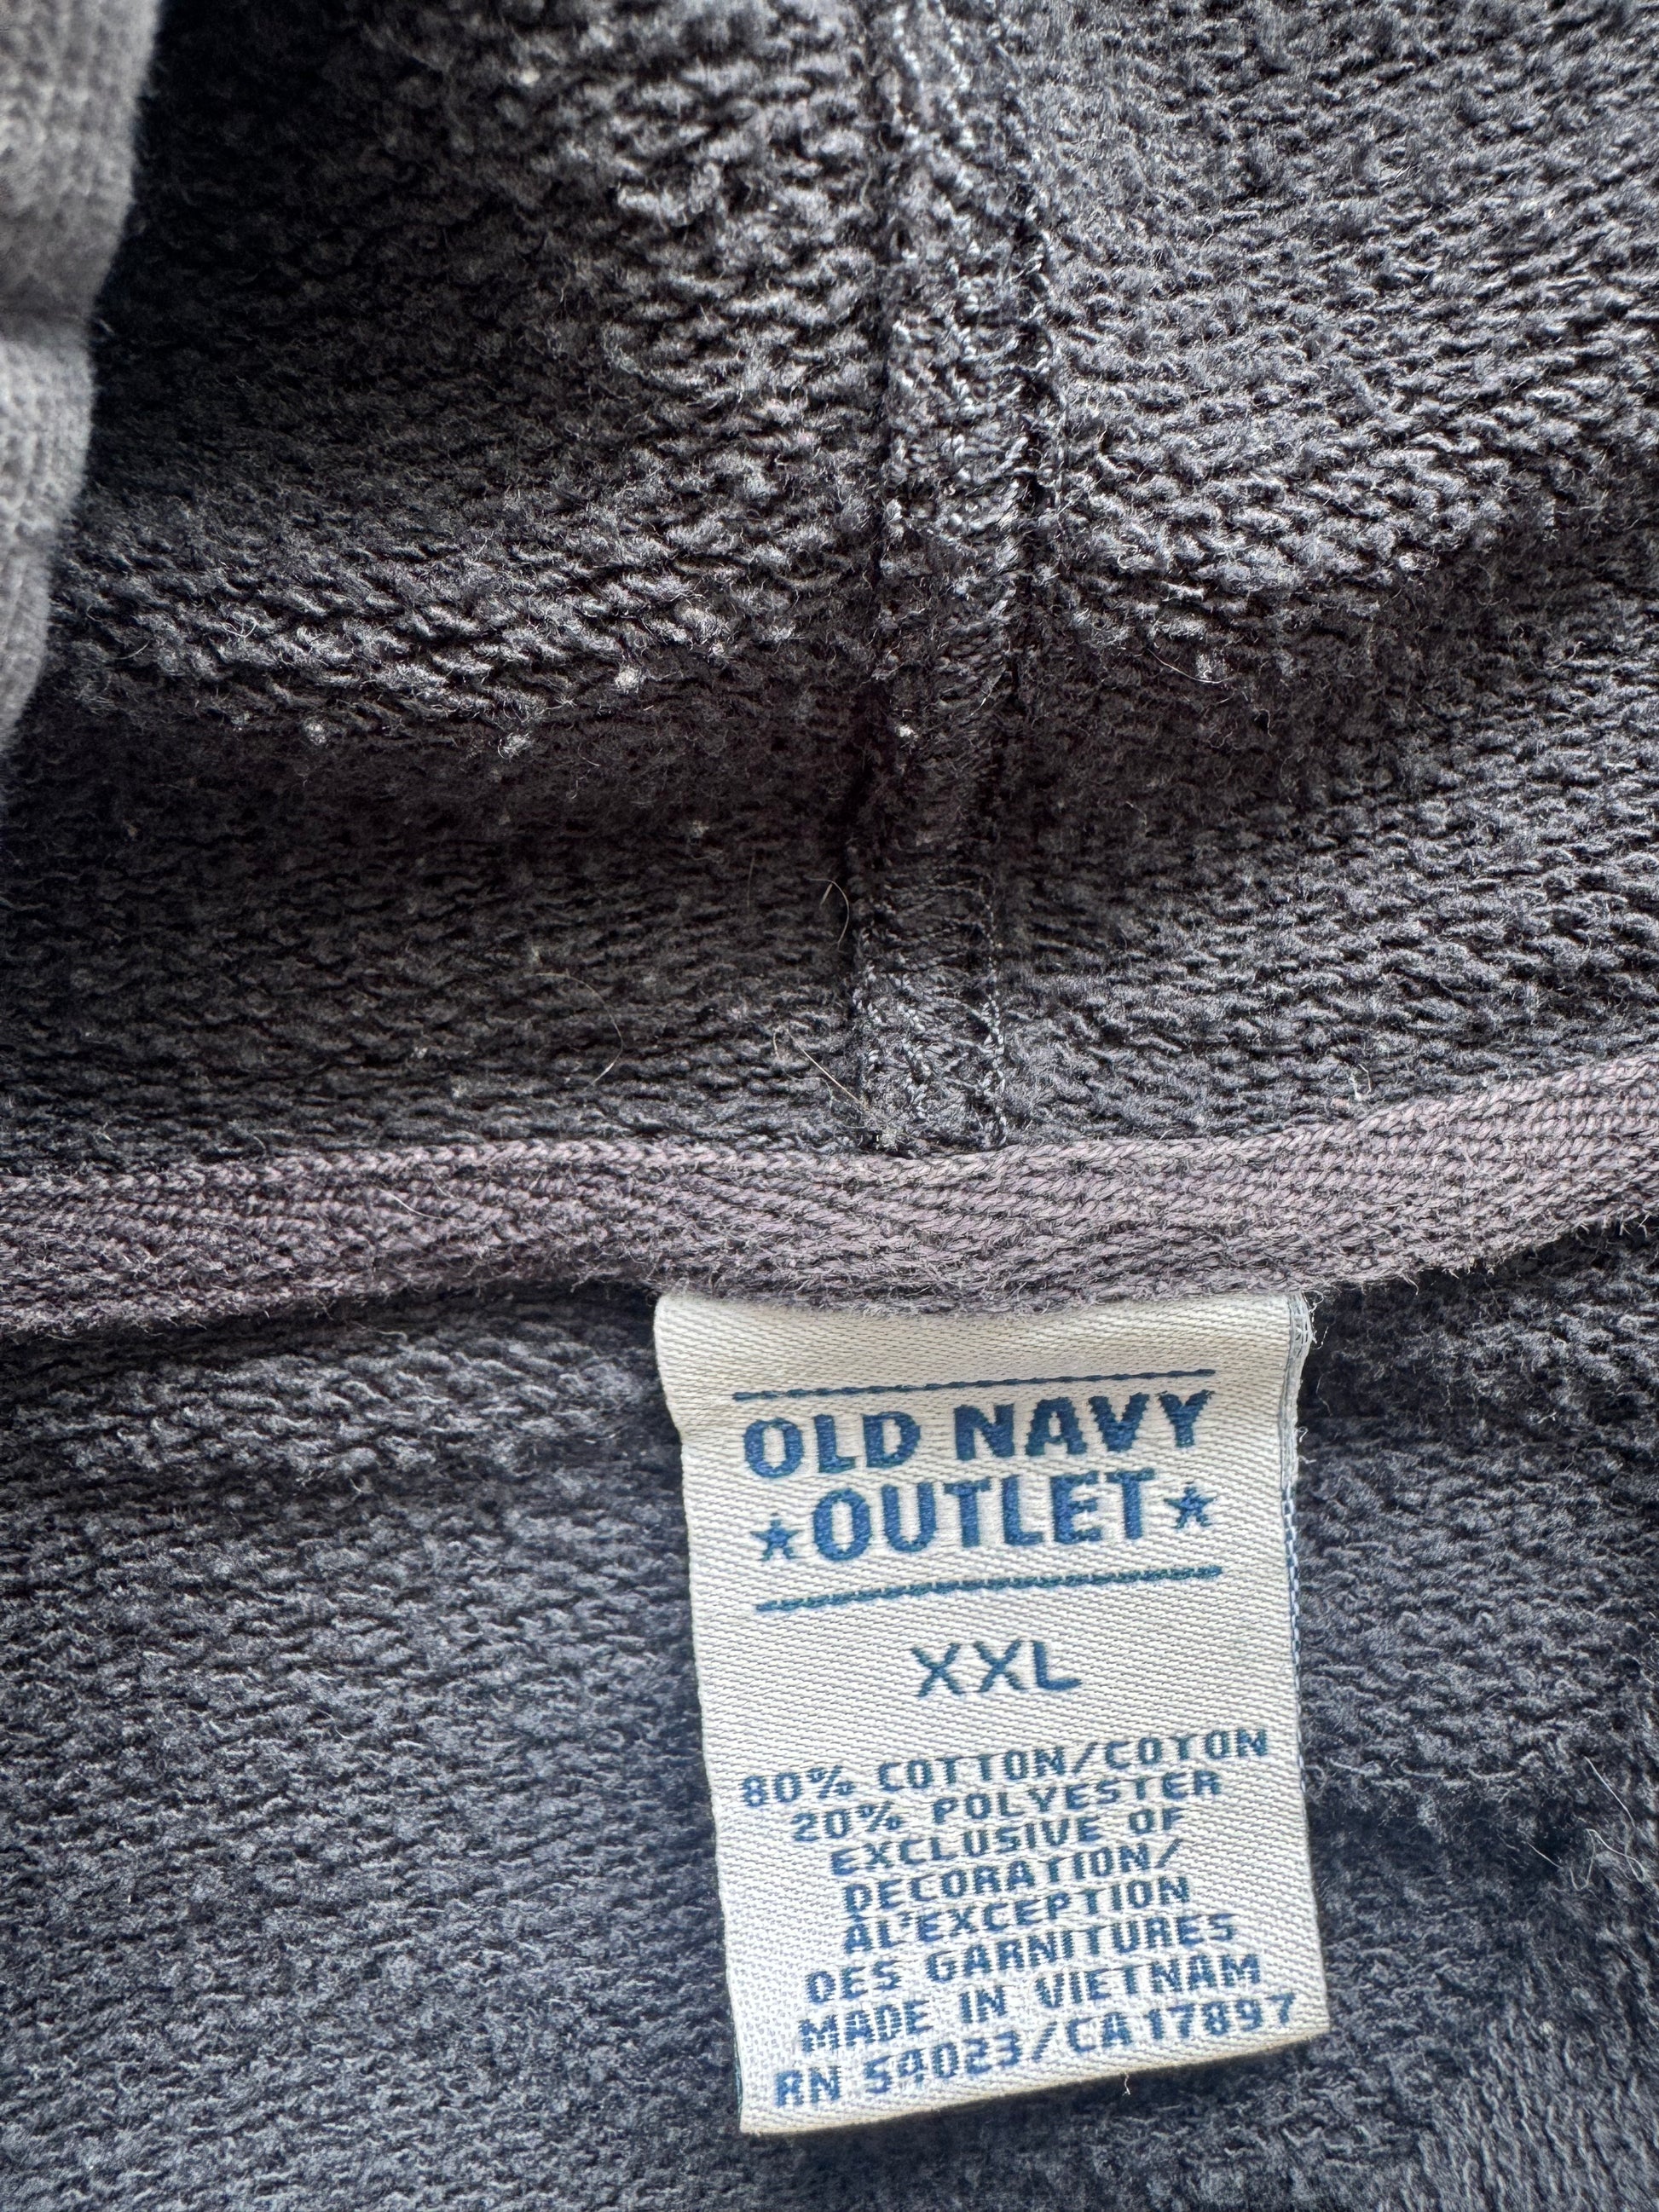 OLD NAVY
★OUTLET★
XXL
80% COTTON/COTON
20% POLYESTER
EXCLUSIVE OF
DECORATION/
ÀL'EXCEPTION
DES GARNITURES
MADE IN VIETNAM
RN 54023/CA17897